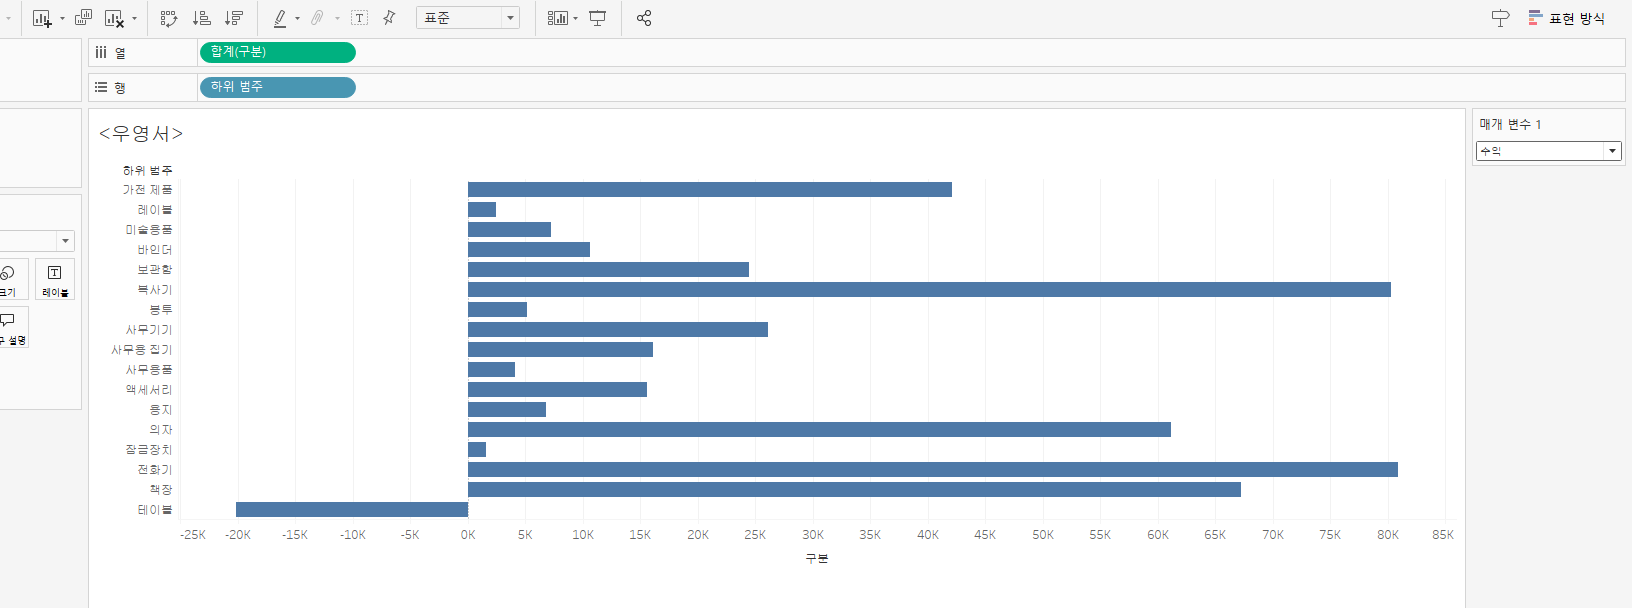 표준
표현 방식
열
합계(구분)
행
하위 범주
<우영서>
매개 변수 1
수익
하위 범주
가전 제품
레이블
미술용품
바인더
보관함
복사기
봉투
사무기기
사무용 집기
사무용품
액세서리
용지
의자
잠금장치
전화기
책장
테이블
-25K -20K -15K -10K -5K 0K 5K 10K 15K 20K 25K 30K 35K 40K 45K 50K 55K 60K 65K 70K 75K 80K 85K
구분
크기
레이블
구 설명